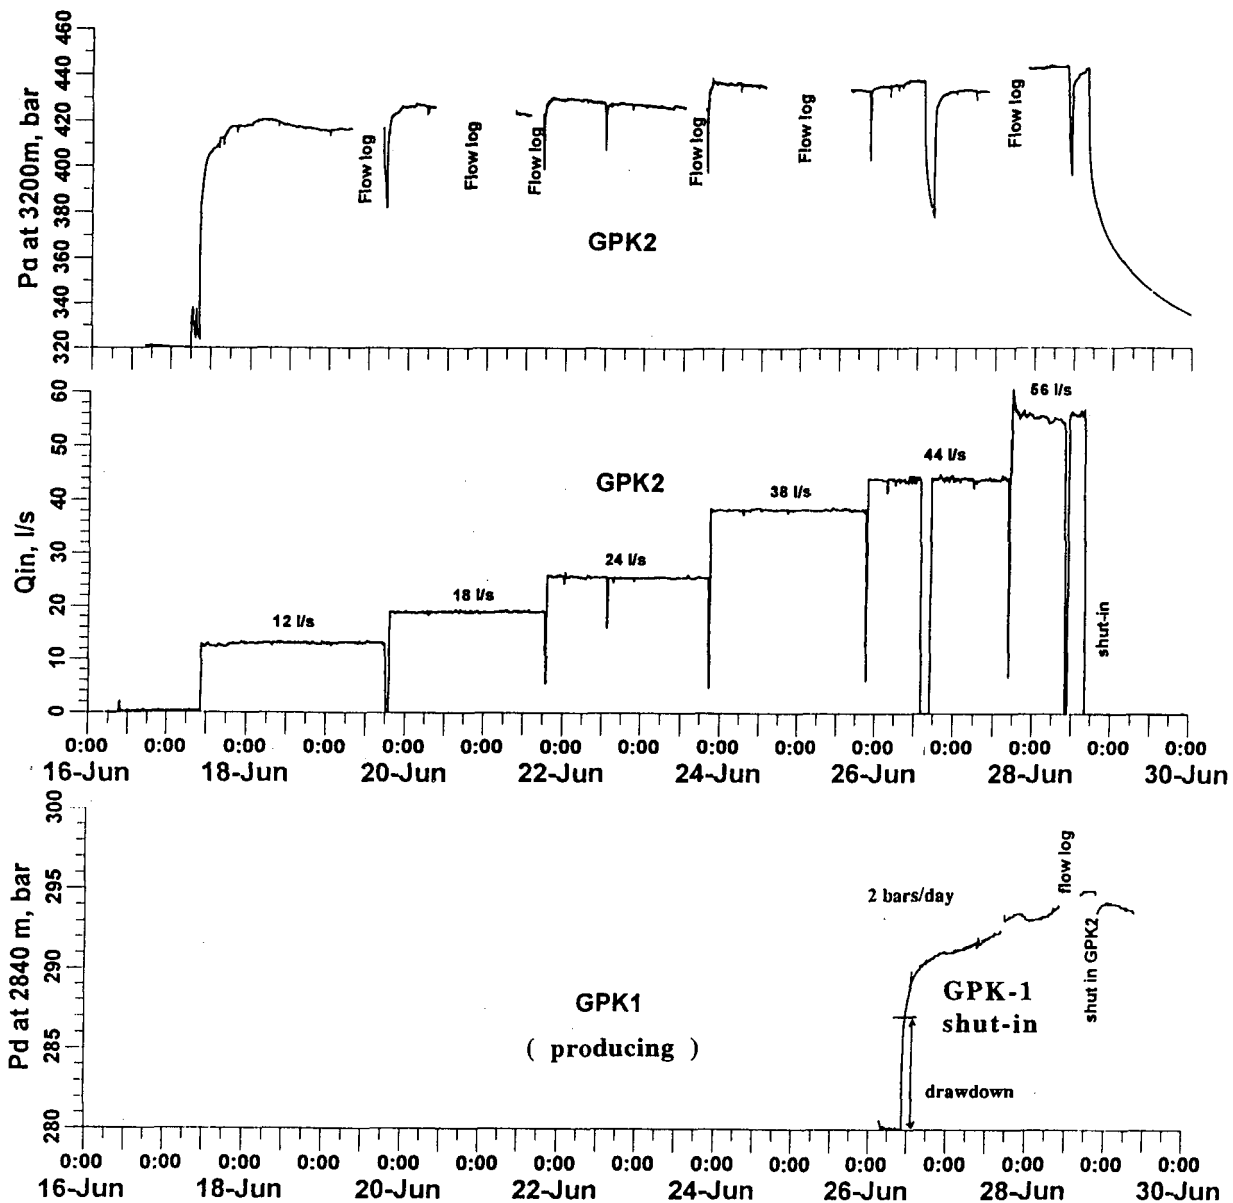 Pd at 3200m, bar
460
440
420
400
380
360
340
320
Flow log
Flow log
Flow log
Flow log
Flow log
Flow log
GPK2
Qin, l/s
60
50
40
30
20
10
0
12 l/s
18 l/s
24 l/s
38 l/s
44 l/s
56 l/s
GPK2
shut-in
0:00 0:00 0:00 0:00 0:00 0:00 0:00 0:00 0:00 0:00 0:00 0:00 0:00 0:00 0:00
16-Jun 18-Jun 20-Jun 22-Jun 24-Jun 26-Jun 28-Jun 30-Jun
Pd at 2840 m, bar
300
295
290
285
280
2 bars/day
flow log
shut in GPK2
GPK1
( producing )
GPK-1
shut-in
drawdown
0:00 0:00 0:00 0:00 0:00 0:00 0:00 0:00 0:00 0:00 0:00 0:00 0:00 0:00 0:00
16-Jun 18-Jun 20-Jun 22-Jun 24-Jun 26-Jun 28-Jun 30-Jun